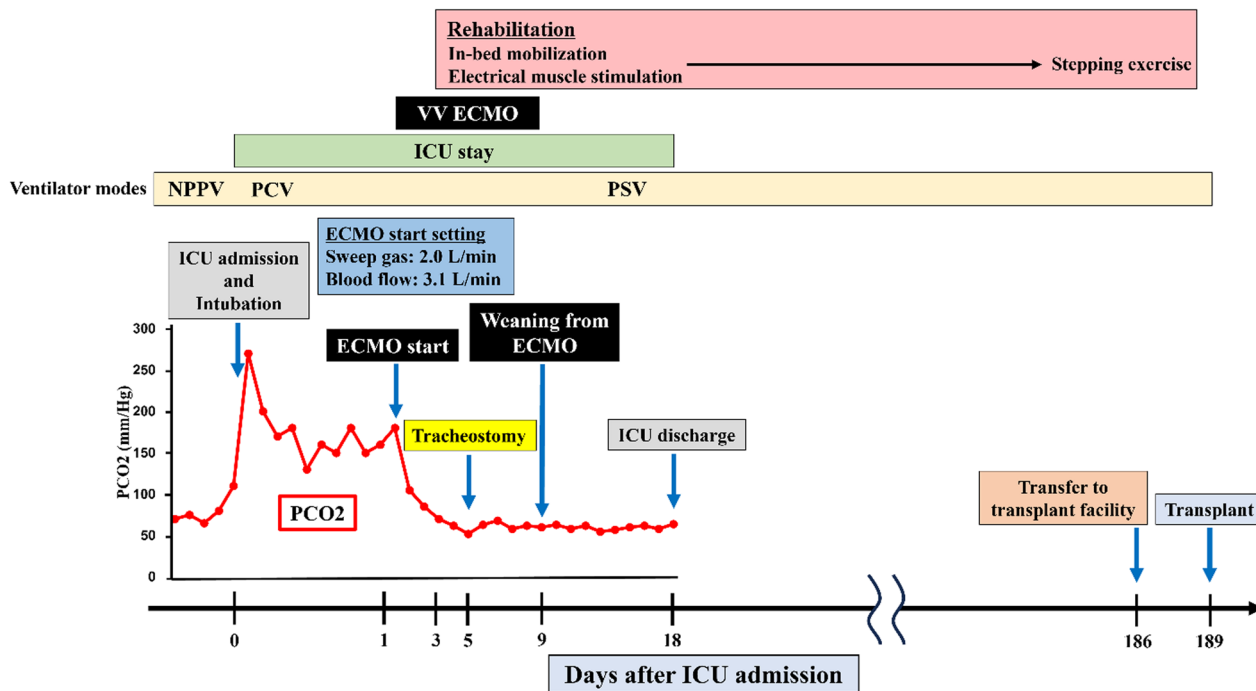 Rehabilitation
In-bed mobilization
Electrical muscle stimulation
Stepping exercise
VV ECMO
ICU stay
Ventilator modes
NPPV
PCV
PSV
ECMO start setting
Sweep gas: 2.0 L/min
Blood flow: 3.1 L/min
ICU admission
and
Intubation
ECMO start
Weaning from
ECMO
Tracheostomy
ICU discharge
Transfer to
transplant facility
Transplant
PCO2 (mm/Hg)
300
250
200
150
100
50
0
PCO2
0
1
3
5
9
18
186
189
Days after ICU admission